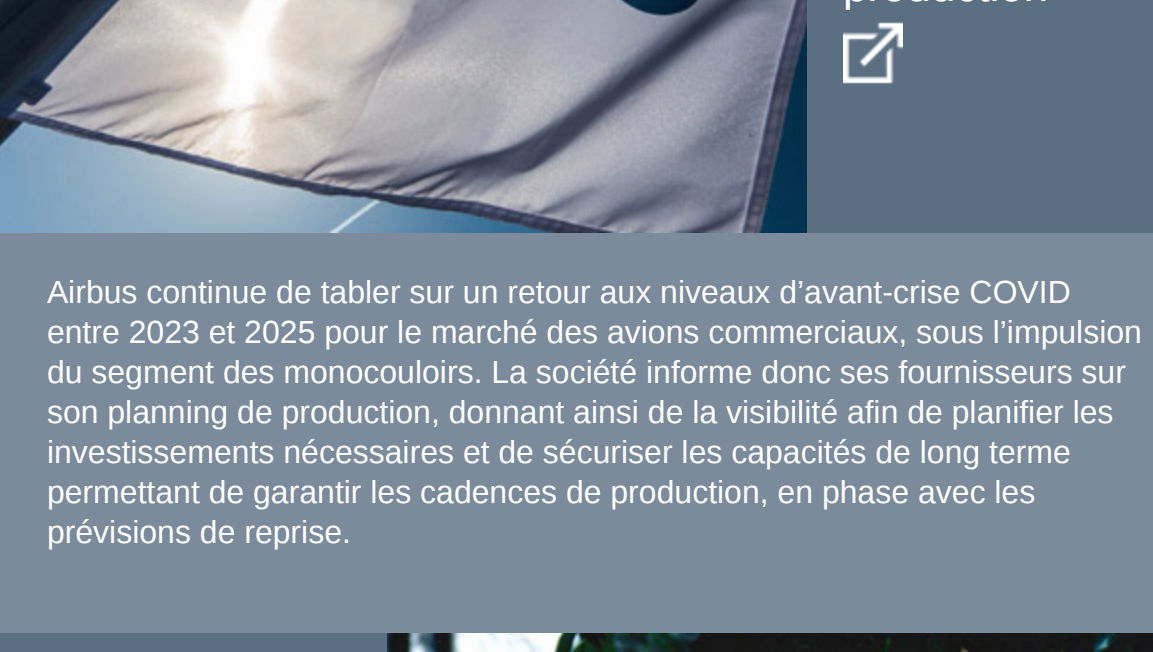 production
Airbus continue de tabler sur un retour aux niveaux d’avant-crise COVID
entre 2023 et 2025 pour le marché des avions commerciaux, sous l’impulsion
du segment des monocouloirs. La société informe donc ses fournisseurs sur
son planning de production, donnant ainsi de la visibilité afin de planifier les
investissements nécessaires et de sécuriser les capacités de long terme
permettant de garantir les cadences de production, en phase avec les
prévisions de reprise.